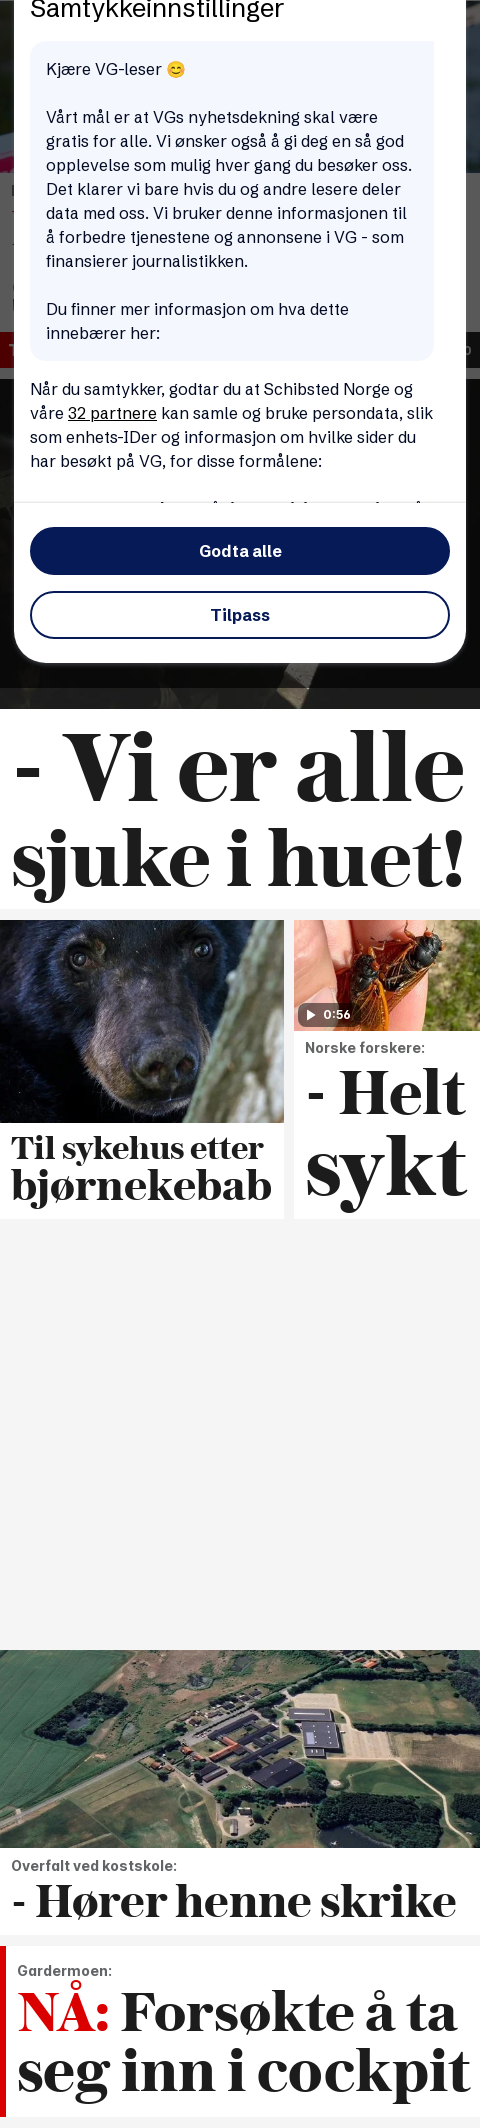 Samtykkeinnstillinger
Kjære VG-leser 😊
Vårt mål er at VGs nyhetsdekning skal være
gratis for alle. Vi ønsker også å gi deg en så god
opplevelse som mulig hver gang du besøker oss.
Det klarer vi bare hvis du og andre lesere deler
data med oss. Vi bruker denne informasjonen til
å forbedre tjenestene og annonsene i VG - som
finansierer journalistikken.
Du finner mer informasjon om hva dette
innebærer her:
Når du samtykker, godtar du at Schibsted Norge og
våre 32 partnere kan samle og bruke persondata, slik
som enhets-IDer og informasjon om hvilke sider du
har besøkt på VG, for disse formålene:
Godta alle
Tilpass
- Vi er alle
sjuke i huet!
0:56
Norske forskere:
- Helt
sykt
Til sykehus etter
bjørnekebab
Overfalt ved kostskole:
- Hører henne skrike
Gardermoen:
NÅ: Forsøkte å ta
seg inn i cockpit